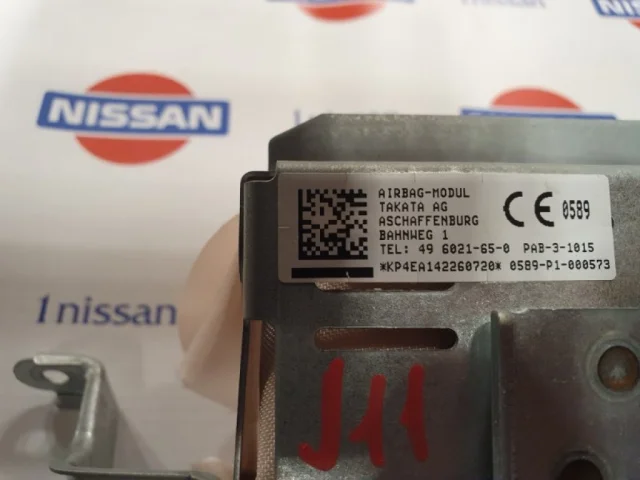 NISSAN
NISSAN
1nissan
AIRBAG-MODUL
TAKATA AG
ASCHAFFENBURG
BAHNWEG 1
TEL: 49 6021-65-0 PAB-3-1015
*KP4EA142260720* 0589-P1-000573
CE 0589
J11